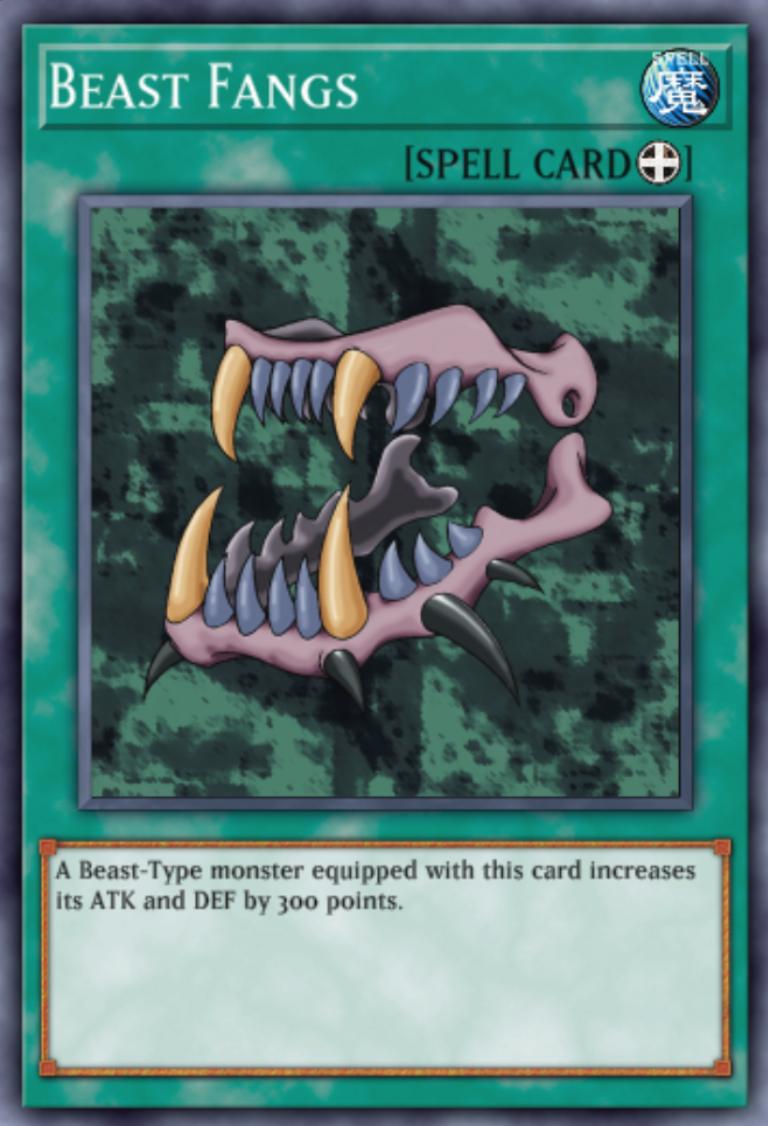 Beast Fangs
SPELL
魔
[SPELL CARD]
A Beast-Type monster equipped with this card increases
its ATK and DEF by 300 points.